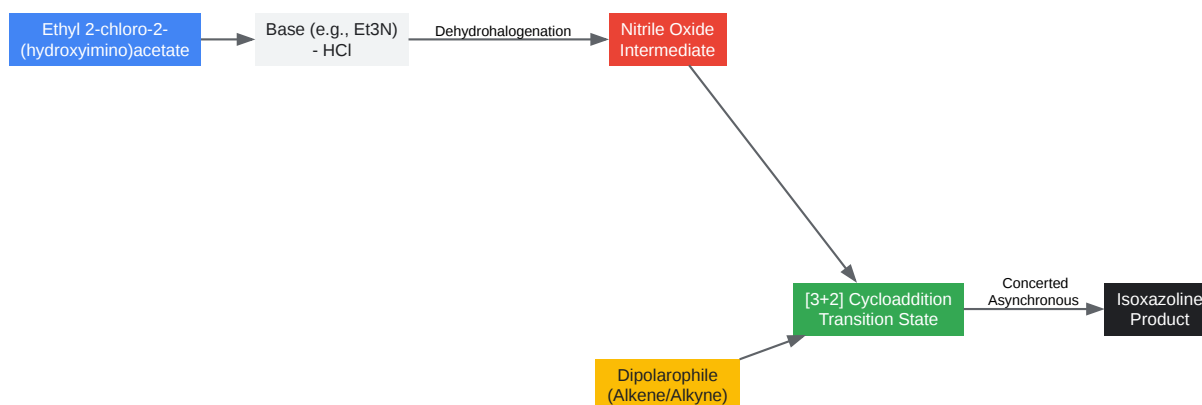 Ethyl 2-chloro-2-
(hydroxyimino)acetate
Base (e.g., Et3N)
- HCl
Dehydrohalogenation
Nitrile Oxide
Intermediate
[3+2] Cycloaddition
Transition State
Concerted
Asynchronous
Isoxazoline
Product
Dipolarophile
(Alkene/Alkyne)